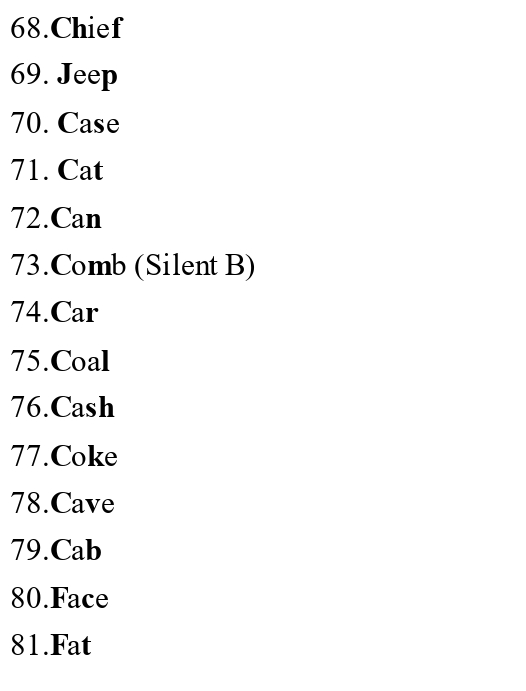 68.Chief
69. Jeep
70. Case
71. Cat
72.Can
73.Comb (Silent B)
74.Car
75.Coal
76.Cash
77.Coke
78.Cave
79.Cab
80.Face
81.Fat